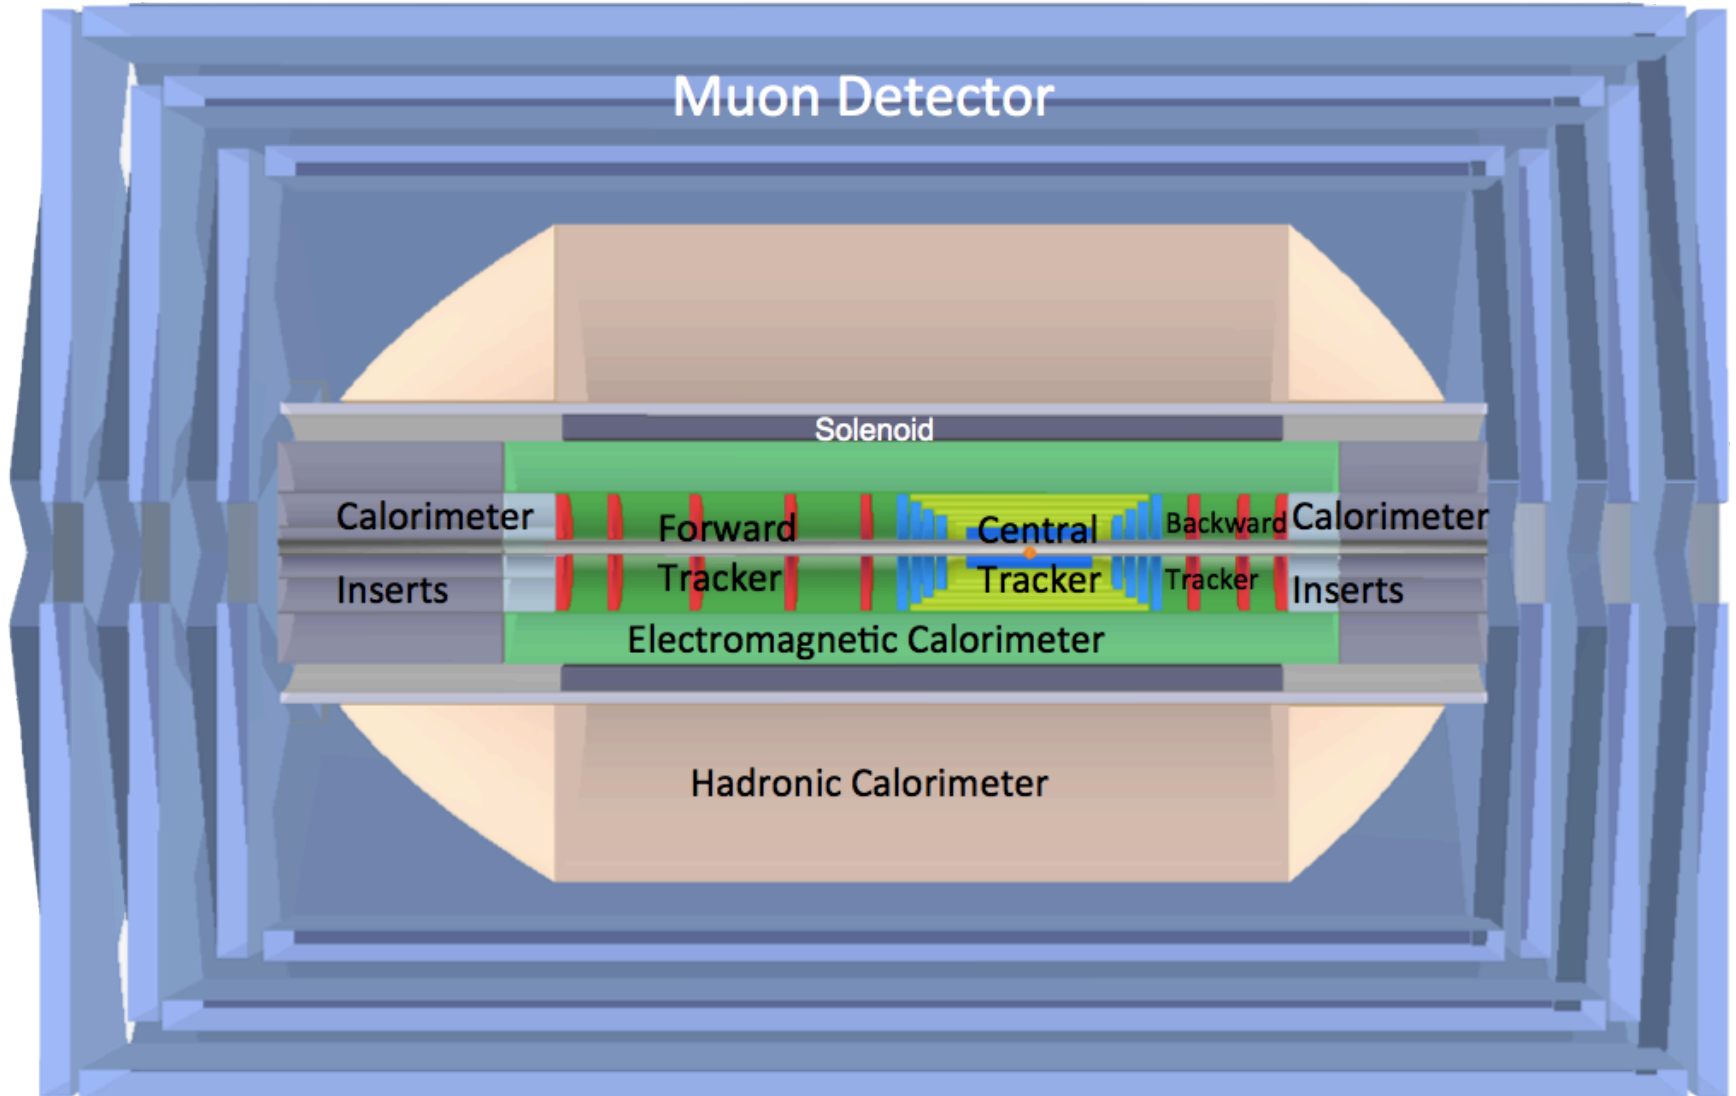 Muon Detector
Solenoid
Calorimeter
Inserts
Forward
Tracker
Central
Tracker
Backward
Tracker
Calorimeter
Inserts
Electromagnetic Calorimeter
Hadronic Calorimeter